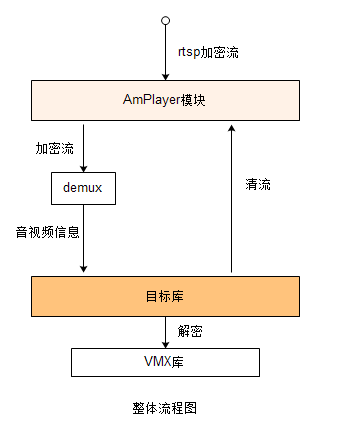 rtsp加密流
AmPlayer模块
加密流
demux
清流
音视频信息
目标库
解密
VMX库
整体流程图